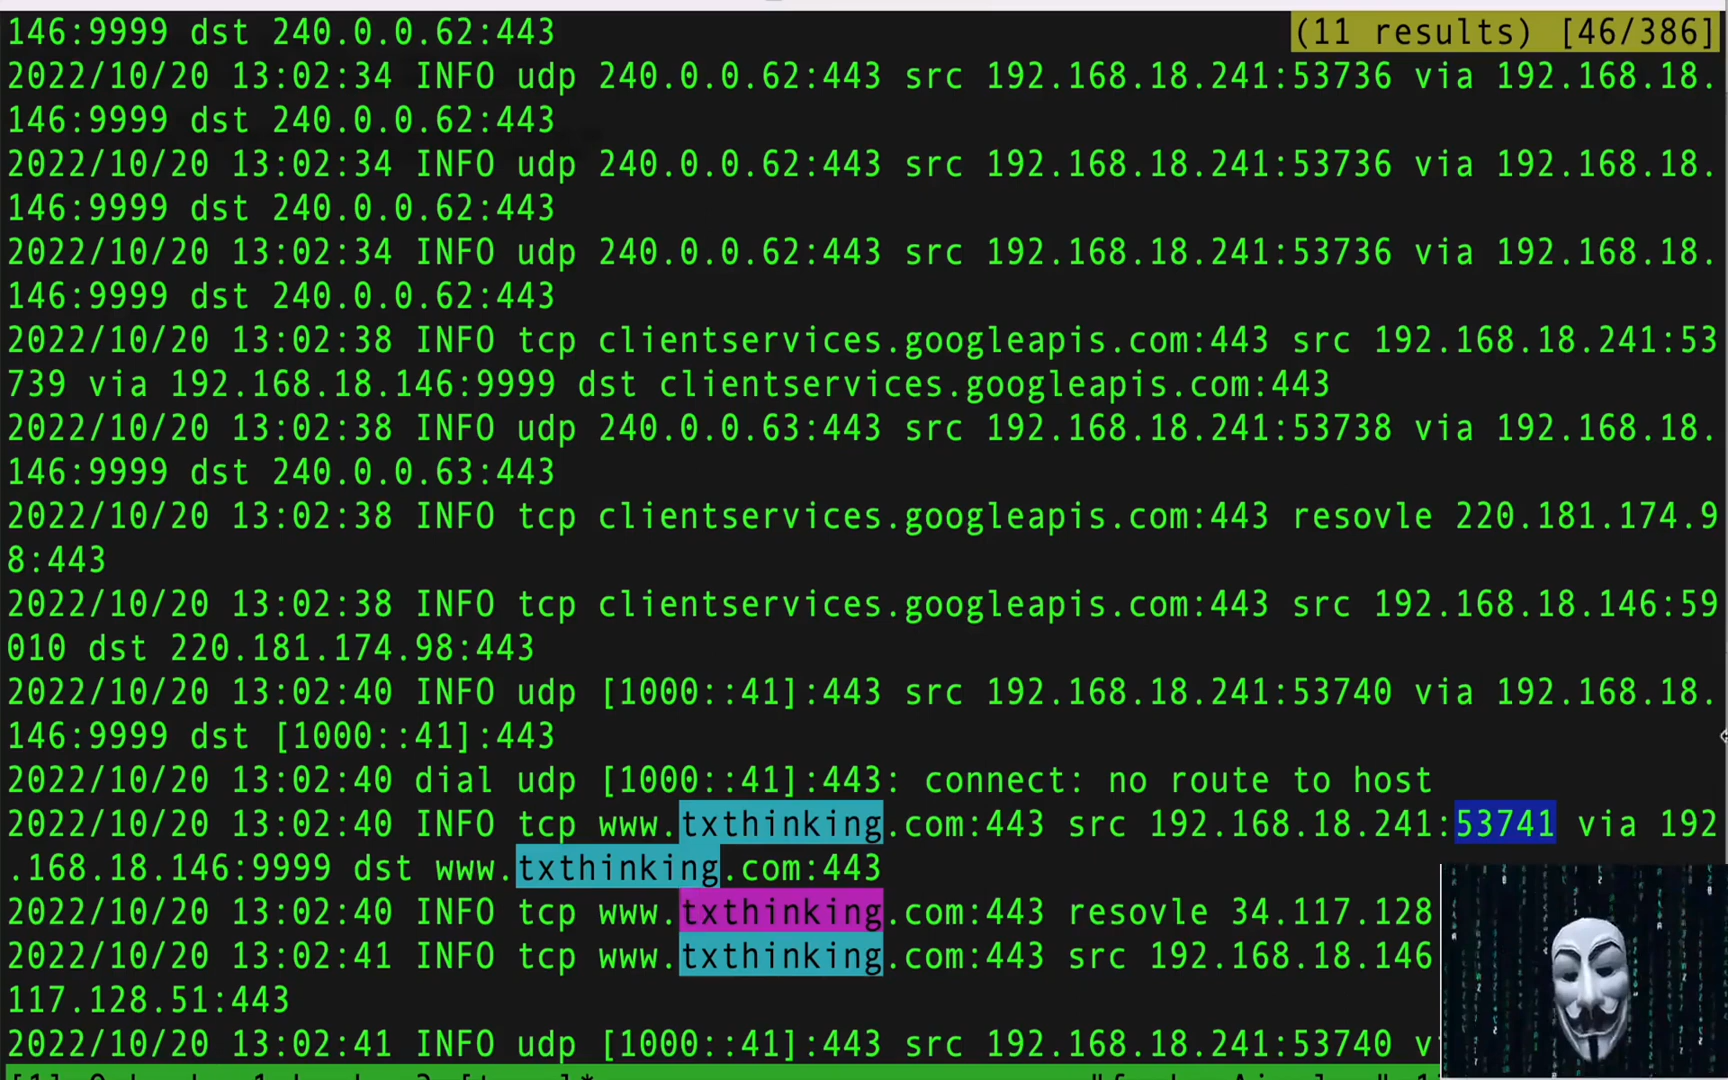 146:9999 dst 240.0.0.62:443 (11 results) [46/386]
2022/10/20 13:02:34 INFO udp 240.0.0.62:443 src 192.168.18.241:53736 via 192.168.18.
146:9999 dst 240.0.0.62:443
2022/10/20 13:02:34 INFO udp 240.0.0.62:443 src 192.168.18.241:53736 via 192.168.18.
146:9999 dst 240.0.0.62:443
2022/10/20 13:02:34 INFO udp 240.0.0.62:443 src 192.168.18.241:53736 via 192.168.18.
146:9999 dst 240.0.0.62:443
2022/10/20 13:02:38 INFO tcp clientservices.googleapis.com:443 src 192.168.18.241:53
739 via 192.168.18.146:9999 dst clientservices.googleapis.com:443
2022/10/20 13:02:38 INFO udp 240.0.0.63:443 src 192.168.18.241:53738 via 192.168.18.
146:9999 dst 240.0.0.63:443
2022/10/20 13:02:38 INFO tcp clientservices.googleapis.com:443 resovle 220.181.174.9
8:443
2022/10/20 13:02:38 INFO tcp clientservices.googleapis.com:443 src 192.168.18.146:59
010 dst 220.181.174.98:443
2022/10/20 13:02:40 INFO udp [1000::41]:443 src 192.168.18.241:53740 via 192.168.18.
146:9999 dst [1000::41]:443
2022/10/20 13:02:40 dial udp [1000::41]:443: connect: no route to host
2022/10/20 13:02:40 INFO tcp www.txthinking.com:443 src 192.168.18.241:53741 via 192
.168.18.146:9999 dst www.txthinking.com:443
2022/10/20 13:02:40 INFO tcp www.txthinking.com:443 resovle 34.117.128
2022/10/20 13:02:41 INFO tcp www.txthinking.com:443 src 192.168.18.146
117.128.51:443
2022/10/20 13:02:41 INFO udp [1000::41]:443 src 192.168.18.241:53740